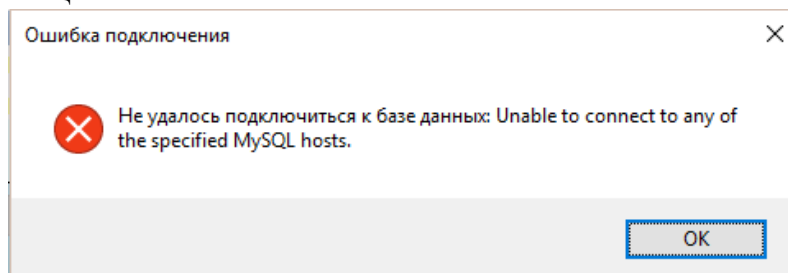 Ошибка подключения
Не удалось подключиться к базе данных: Unable to connect to any of
the specified MySQL hosts.
OK